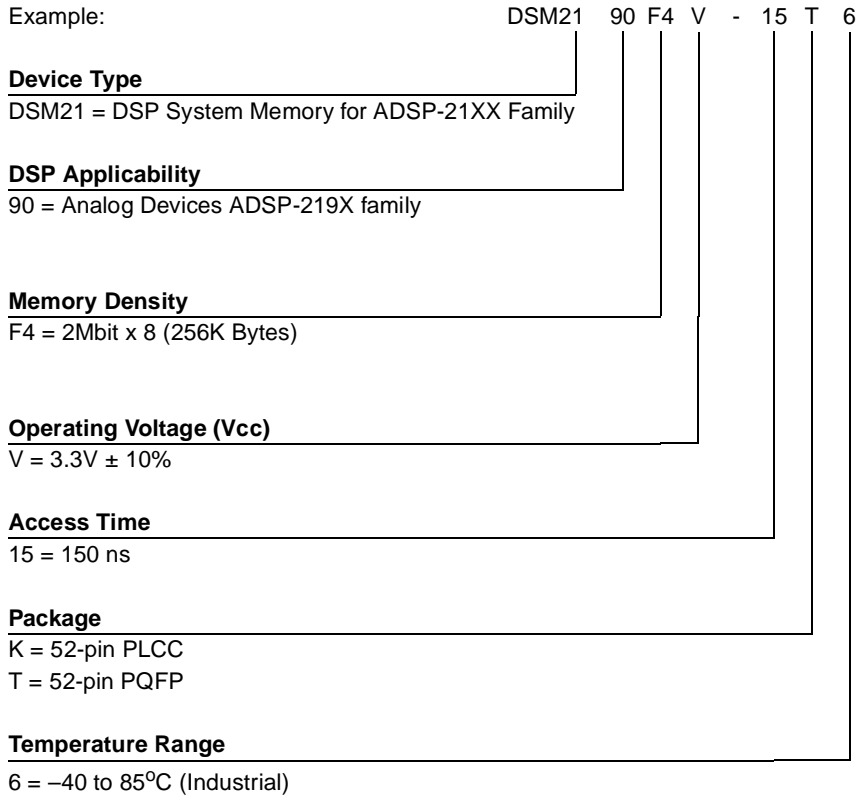 Example: DSM21 90 F4 V - 15 T 6
Device Type
DSM21 = DSP System Memory for ADSP-21XX Family
DSP Applicability
90 = Analog Devices ADSP-219X family
Memory Density
F4 = 2Mbit x 8 (256K Bytes)
Operating Voltage (Vcc)
V = 3.3V ± 10%
Access Time
15 = 150 ns
Package
K = 52-pin PLCC
T = 52-pin PQFP
Temperature Range
6 = –40 to 85°C (Industrial)